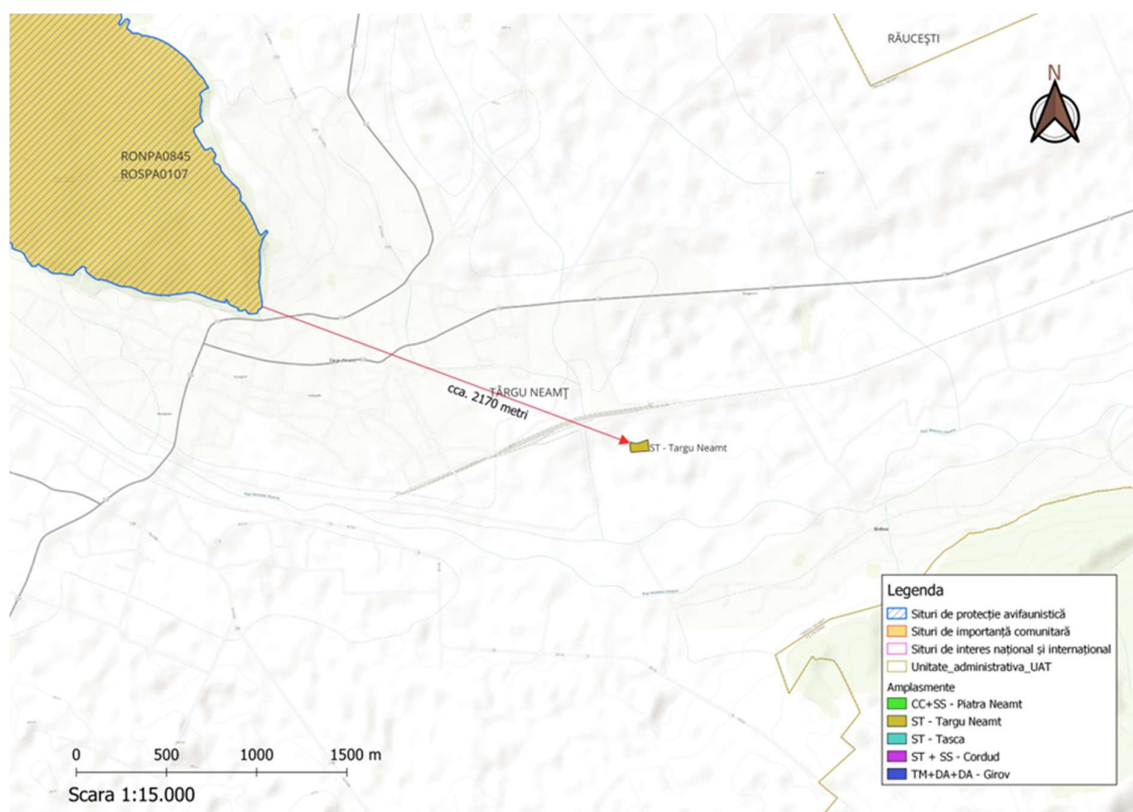 RĂUCEŞTI
N
RONPA0845
ROSPA0107
TÂRGU NEAMŢ
cca. 2170 metri
ST - Targu Neamt
Legenda
Situri de protecție avifaunistică
Situri de importanță comunitară
Situri de interes național și internațional
Unitate_administrativa_UAT
Amplasmente
CC+SS - Piatra Neamt
ST - Targu Neamt
ST - Tasca
ST + SS - Cordud
TM+DA+DA - Girov
0 500 1000 1500 m
Scara 1:15.000